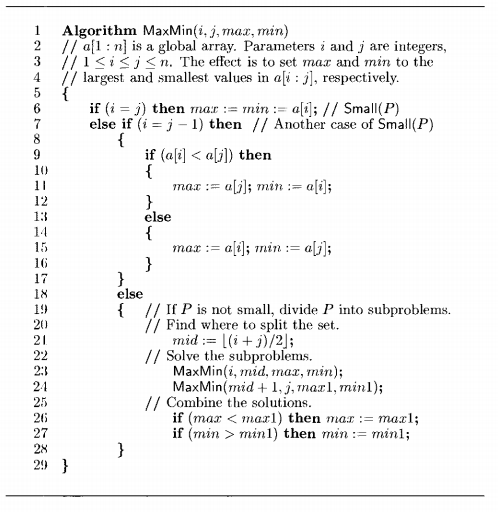 1 Algorithm MaxMin(i, j, max, min)
2 // a[1 : n] is a global array. Parameters i and j are integers,
3 // 1 ≤ i ≤ j ≤ n. The effect is to set max and min to the
4 // largest and smallest values in a[i : j], respectively.
5 {
6 if (i = j) then max := min := a[i]; // Small(P)
7 else if (i = j − 1) then // Another case of Small(P)
8 {
9 if (a[i] < a[j]) then
10 {
11 max := a[j]; min := a[i];
12 }
13 else
14 {
15 max := a[i]; min := a[j];
16 }
17 }
18 else
19 { // If P is not small, divide P into subproblems.
20 // Find where to split the set.
21 mid := ⌊(i + j)/2⌋;
22 // Solve the subproblems.
23 MaxMin(i, mid, max, min);
24 MaxMin(mid + 1, j, max1, min1);
25 // Combine the solutions.
26 if (max < max1) then max := max1;
27 if (min > min1) then min := min1;
28 }
29 }